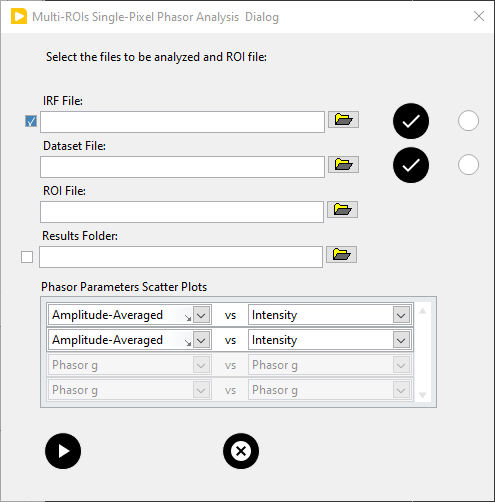 Multi-ROIs Single-Pixel Phasor Analysis  Dialog
Select the files to be analyzed and ROI file:
IRF File:
Dataset File:
ROI File:
Results Folder:
Phasor Parameters Scatter Plots
Amplitude-Averaged vs Intensity
Amplitude-Averaged vs Intensity
Phasor g vs Phasor g
Phasor g vs Phasor g